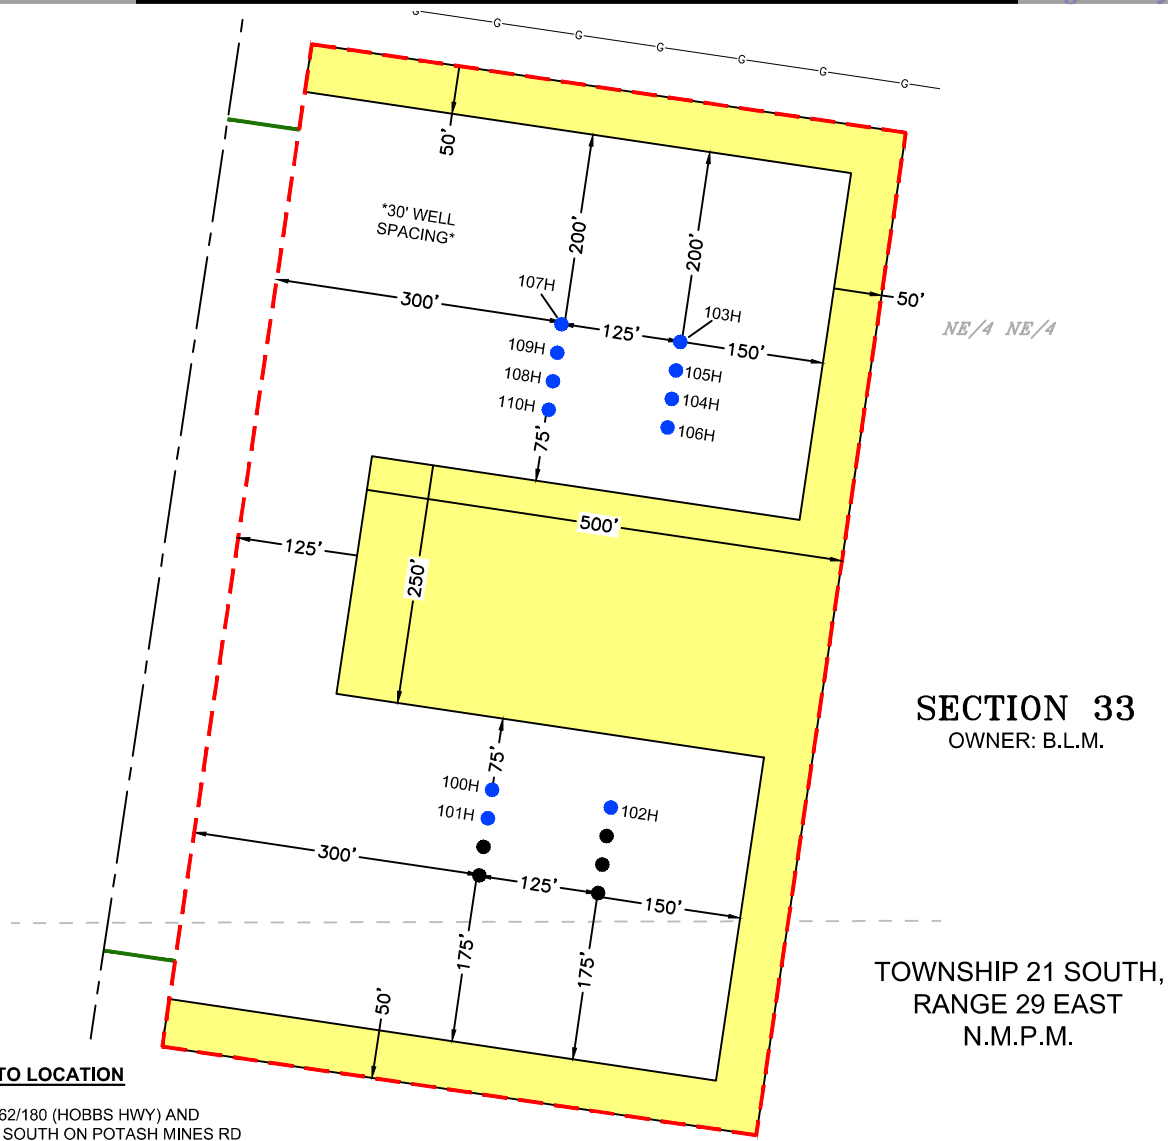 G G G G G G G
50'
*30' WELL
SPACING*
200'
200'
107H
300'
125'
103H
150'
50'
NE/4 NE/4
109H
108H
110H
105H
104H
106H
75'
500'
125'
250'
SECTION 33
OWNER: B.L.M.
75'
100H
101H
102H
300'
125'
150'
175'
175'
50'
TOWNSHIP 21 SOUTH,
RANGE 29 EAST
N.M.P.M.
TO LOCATION
62/180 (HOBBS HWY) AND
SOUTH ON POTASH MINES RD